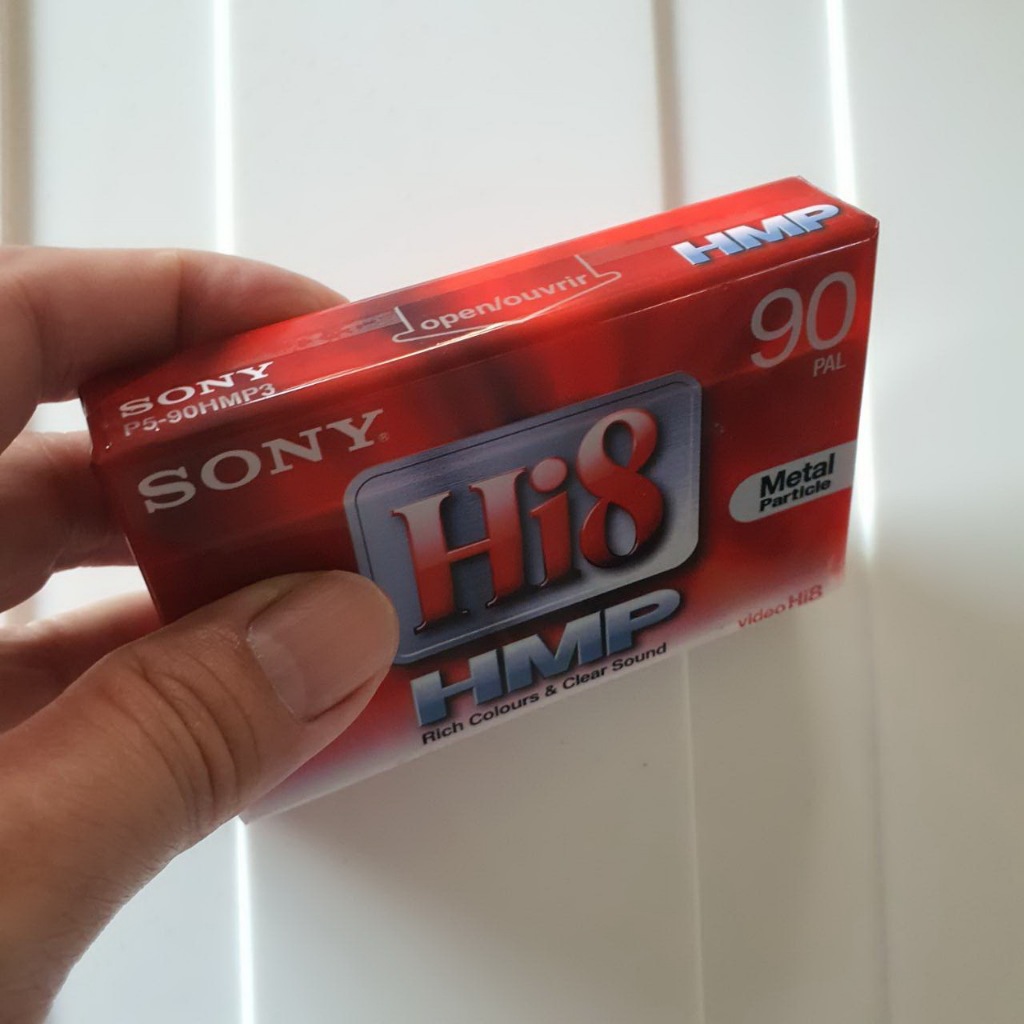 HMP
open/ouvrir
SONY
P5-90HMP3
SONY®
90
PAL
Hi8
Metal
Particle
HMP
Rich Colours & Clear Sound
video Hi8